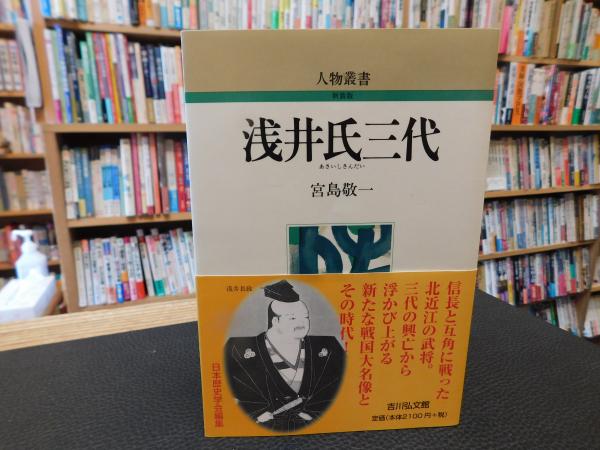 人物叢書
新装版
浅井氏三代
あさいしさんだい
宮島敬一
信長と互角に戦った
北近江の武将。
三代の興亡から
浮かび上がる
新たな戦国大名像と
その時代!
浅井長政
日本歴史学会編集
吉川弘文館
定価(本体2100円+税)